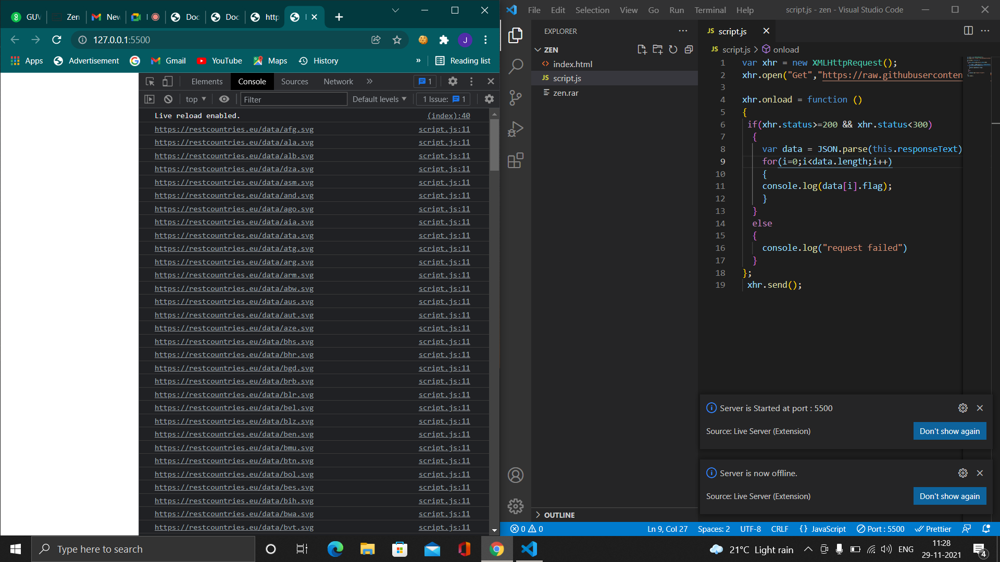 GUV
Zen
New
Doc
Doc
http
127.0.0.1:5500
J
Apps
Advertisement
Gmail
YouTube
Maps
History
»
Reading list
Elements
Console
Sources
Network
1
top
Filter
Default levels
1 Issue: 1
Live reload enabled. (index):40
https://restcountries.eu/data/afg.svg script.js:11
https://restcountries.eu/data/ala.svg script.js:11
https://restcountries.eu/data/alb.svg script.js:11
https://restcountries.eu/data/dza.svg script.js:11
https://restcountries.eu/data/asm.svg script.js:11
https://restcountries.eu/data/and.svg script.js:11
https://restcountries.eu/data/ago.svg script.js:11
https://restcountries.eu/data/aia.svg script.js:11
https://restcountries.eu/data/ata.svg script.js:11
https://restcountries.eu/data/atg.svg script.js:11
https://restcountries.eu/data/arg.svg script.js:11
https://restcountries.eu/data/arm.svg script.js:11
https://restcountries.eu/data/abw.svg script.js:11
https://restcountries.eu/data/aus.svg script.js:11
https://restcountries.eu/data/aut.svg script.js:11
https://restcountries.eu/data/aze.svg script.js:11
https://restcountries.eu/data/bhs.svg script.js:11
https://restcountries.eu/data/bhr.svg script.js:11
https://restcountries.eu/data/bgd.svg script.js:11
https://restcountries.eu/data/brb.svg script.js:11
https://restcountries.eu/data/blr.svg script.js:11
https://restcountries.eu/data/bel.svg script.js:11
https://restcountries.eu/data/blz.svg script.js:11
https://restcountries.eu/data/ben.svg script.js:11
https://restcountries.eu/data/bmu.svg script.js:11
https://restcountries.eu/data/btn.svg script.js:11
https://restcountries.eu/data/bol.svg script.js:11
https://restcountries.eu/data/bes.svg script.js:11
https://restcountries.eu/data/bih.svg script.js:11
https://restcountries.eu/data/bwa.svg script.js:11
https://restcountries.eu/data/bvt.svg script.js:11
File Edit Selection View Go Run Terminal Help
script.js - zen - Visual Studio Code
EXPLORER
ZEN
<> index.html
JS script.js
zen.rar
OUTLINE
JS script.js
JS script.js > onload
1 var xhr = new XMLHttpRequest();
2 xhr.open("Get","https://raw.githubuserconten
3
4 xhr.onload = function ()
5 {
6 if(xhr.status>=200 && xhr.status<300)
7 {
8 var data = JSON.parse(this.responseText)
9 for(i=0;i<data.length;i++)
10 {
11 console.log(data[i].flag);
12 }
13 }
14 else
15 {
16 console.log("request failed")
17 }
18 };
19 xhr.send();
Server is Started at port : 5500
Source: Live Server (Extension)
Don't show again
Server is now offline.
Source: Live Server (Extension)
Don't show again
0 0
Ln 9, Col 27
Spaces: 2
UTF-8
CRLF
{} JavaScript
Port : 5500
Prettier
Type here to search
21°C Light rain
ENG
11:28
29-11-2021
4